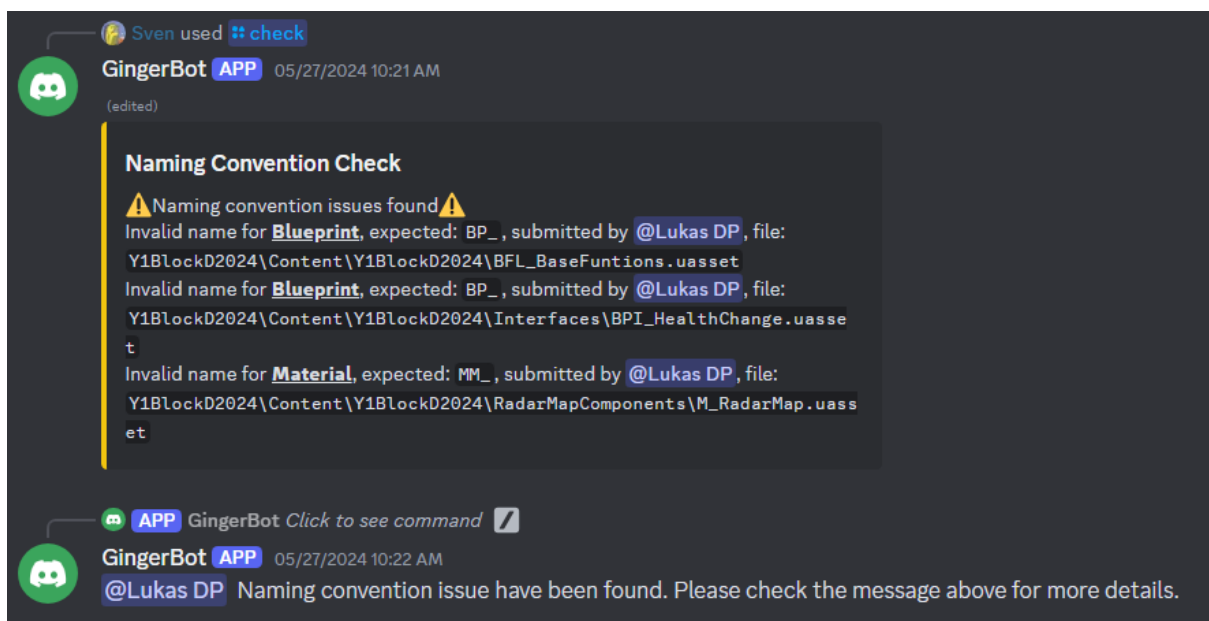 Sven used check
GingerBot APP 05/27/2024 10:21 AM
(edited)
Naming Convention Check
⚠️Naming convention issues found⚠️
Invalid name for Blueprint, expected: BP_, submitted by @Lukas DP, file:
Y1BlockD2024\Content\Y1BlockD2024\BFL_BaseFuntions.uasset
Invalid name for Blueprint, expected: BP_, submitted by @Lukas DP, file:
Y1BlockD2024\Content\Y1BlockD2024\Interfaces\BPI_HealthChange.uasse
t
Invalid name for Material, expected: MM_, submitted by @Lukas DP, file:
Y1BlockD2024\Content\Y1BlockD2024\RadarMapComponents\M_RadarMap.uass
et
APP GingerBot Click to see command
GingerBot APP 05/27/2024 10:22 AM
@Lukas DP Naming convention issue have been found. Please check the message above for more details.